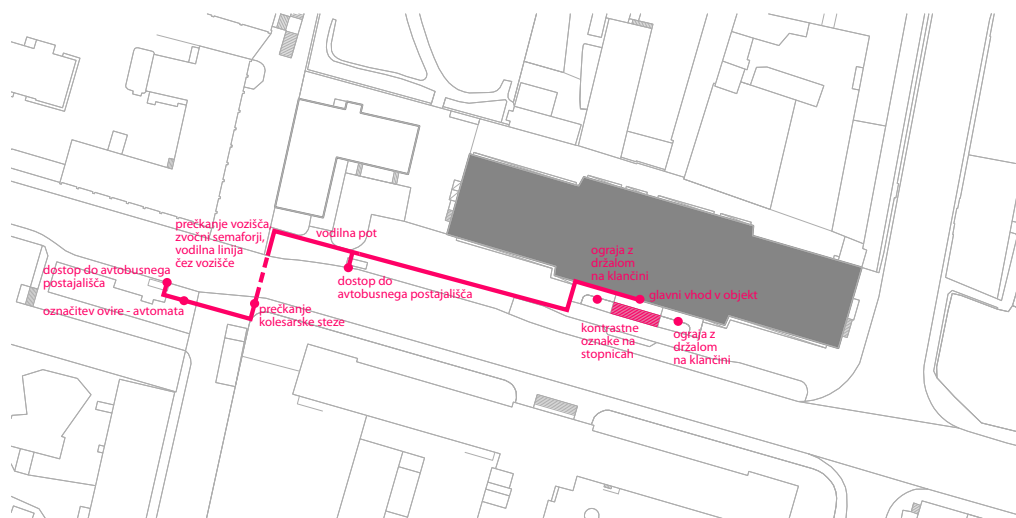 prečkanje vozišča,
zvočni semaforji,
vodilna linija
čez vozišče
vodilna pot
dostop do avtobusnega
postajališča
označitev ovire - avtomata
prečkanje
kolesarske steze
dostop do
avtobusnega postajališča
ograja z
držalom
na klančini
glavni vhod v objekt
kontrastne
oznake na
stopnicah
ograja z
držalom
na klančini